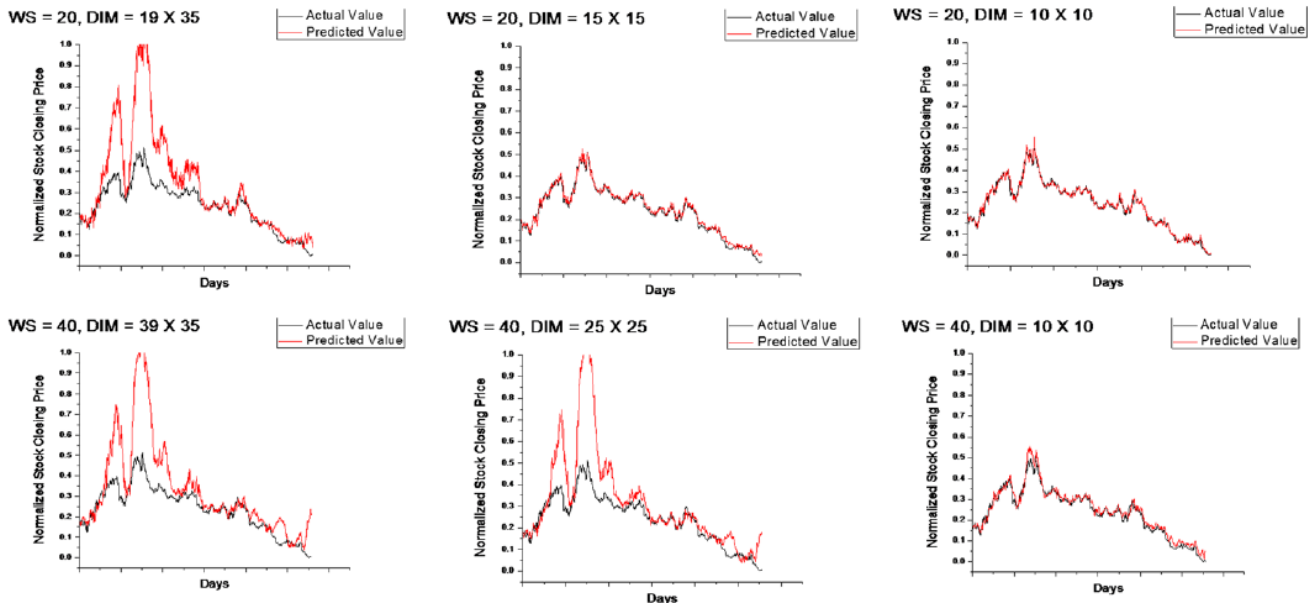 WS = 20, DIM = 19 X 35
Actual Value
Predicted Value
Normalized Stock Closing Price
1.0
0.9
0.8
0.7
0.6
0.5
0.4
0.3
0.2
0.1
0.0
Days
WS = 20, DIM = 15 X 15
Actual Value
Predicted Value
Normalized Stock Closing Price
1.0
0.9
0.8
0.7
0.6
0.5
0.4
0.3
0.2
0.1
0.0
Days
WS = 20, DIM = 10 X 10
Actual Value
Predicted Value
Normalized Stock Closing Price
1.0
0.9
0.8
0.7
0.6
0.5
0.4
0.3
0.2
0.1
0.0
Days
WS = 40, DIM = 39 X 35
Actual Value
Predicted Value
Normalized Stock Closing Price
1.0
0.9
0.8
0.7
0.6
0.5
0.4
0.3
0.2
0.1
0.0
Days
WS = 40, DIM = 25 X 25
Actual Value
Predicted Value
Normalized Stock Closing Price
1.0
0.9
0.8
0.7
0.6
0.5
0.4
0.3
0.2
0.1
0.0
Days
WS = 40, DIM = 10 X 10
Actual Value
Predicted Value
Normalized Stock Closing Price
1.0
0.9
0.8
0.7
0.6
0.5
0.4
0.3
0.2
0.1
0.0
Days